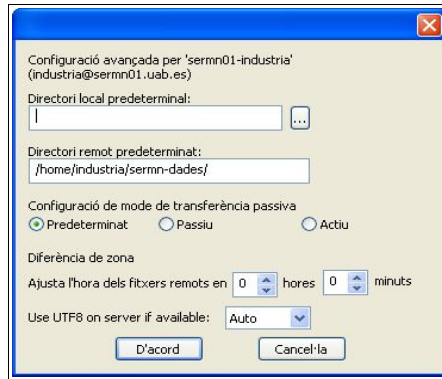 Configuració avançada per 'sermn01-industria'
(industria@sermn01.uab.es)
Directori local predeterminal:
...
Directori remot predeterminat:
/home/industria/sermn-dades/
Configuració de mode de transferència passiva
Predeterminat Passiu Actiu
Diferència de zona
Ajusta l'hora dels fitxers remots en 0 hores 0 minuts
Use UTF8 on server if available: Auto
D'acord Cancel·la